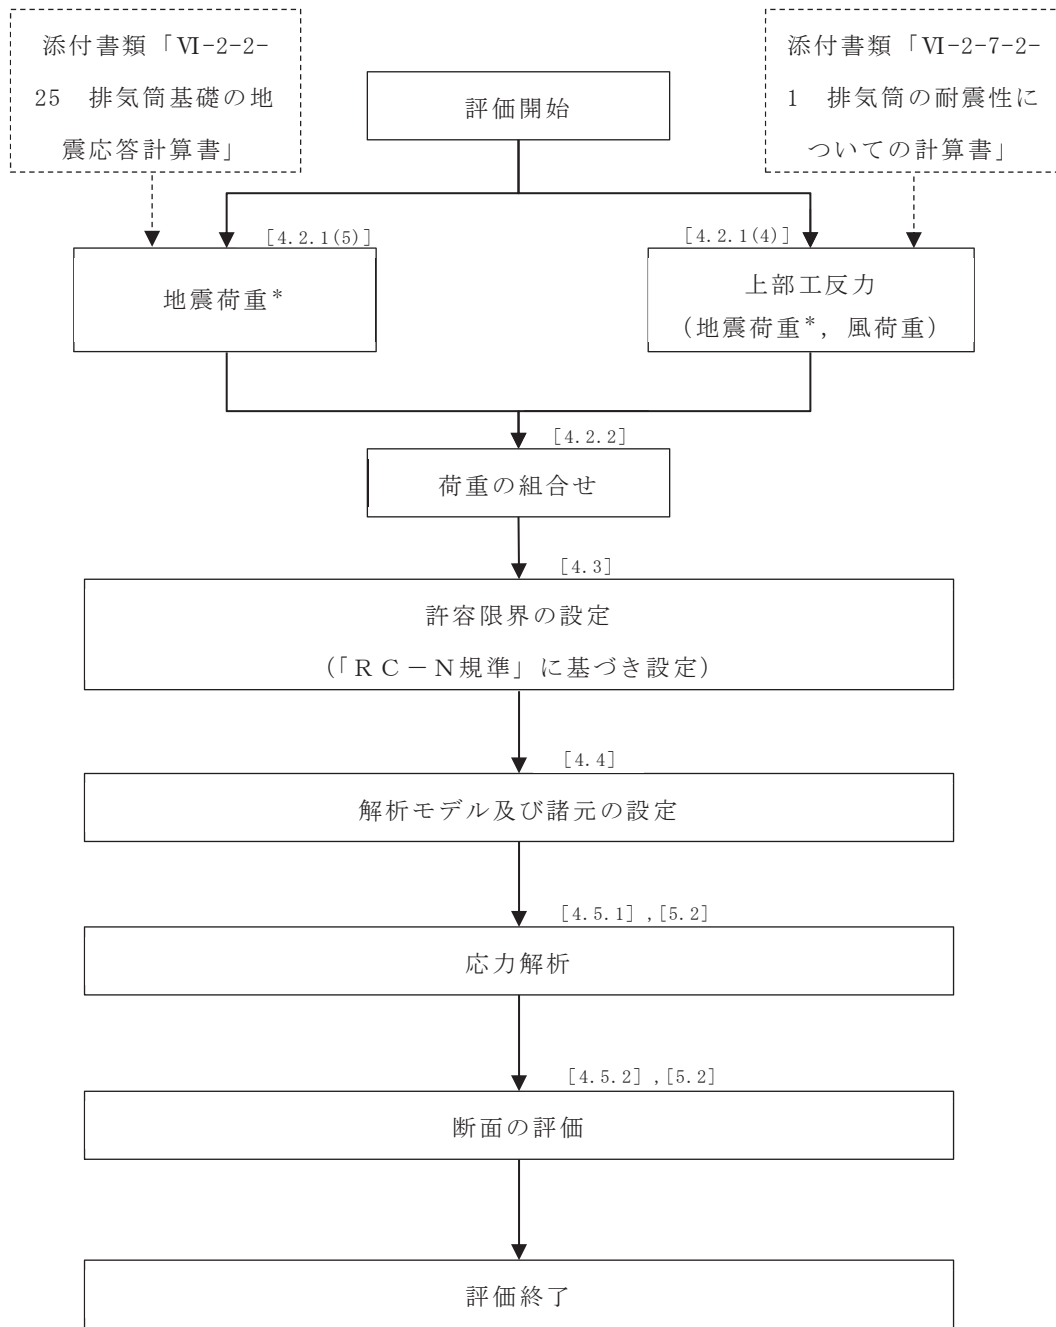 添付書類「Ⅵ-2-2-
25　排気筒基礎の地
震応答計算書」
添付書類「Ⅵ-2-7-2-
1　排気筒の耐震性に
ついての計算書」
評価開始
[4.2.1(5)]
[4.2.1(4)]
地震荷重*
上部工反力
（地震荷重*，風荷重）
[4.2.2]
荷重の組合せ
[4.3]
許容限界の設定
（「ＲＣ－Ｎ規準」に基づき設定）
[4.4]
解析モデル及び諸元の設定
[4.5.1],[5.2]
応力解析
[4.5.2],[5.2]
断面の評価
評価終了